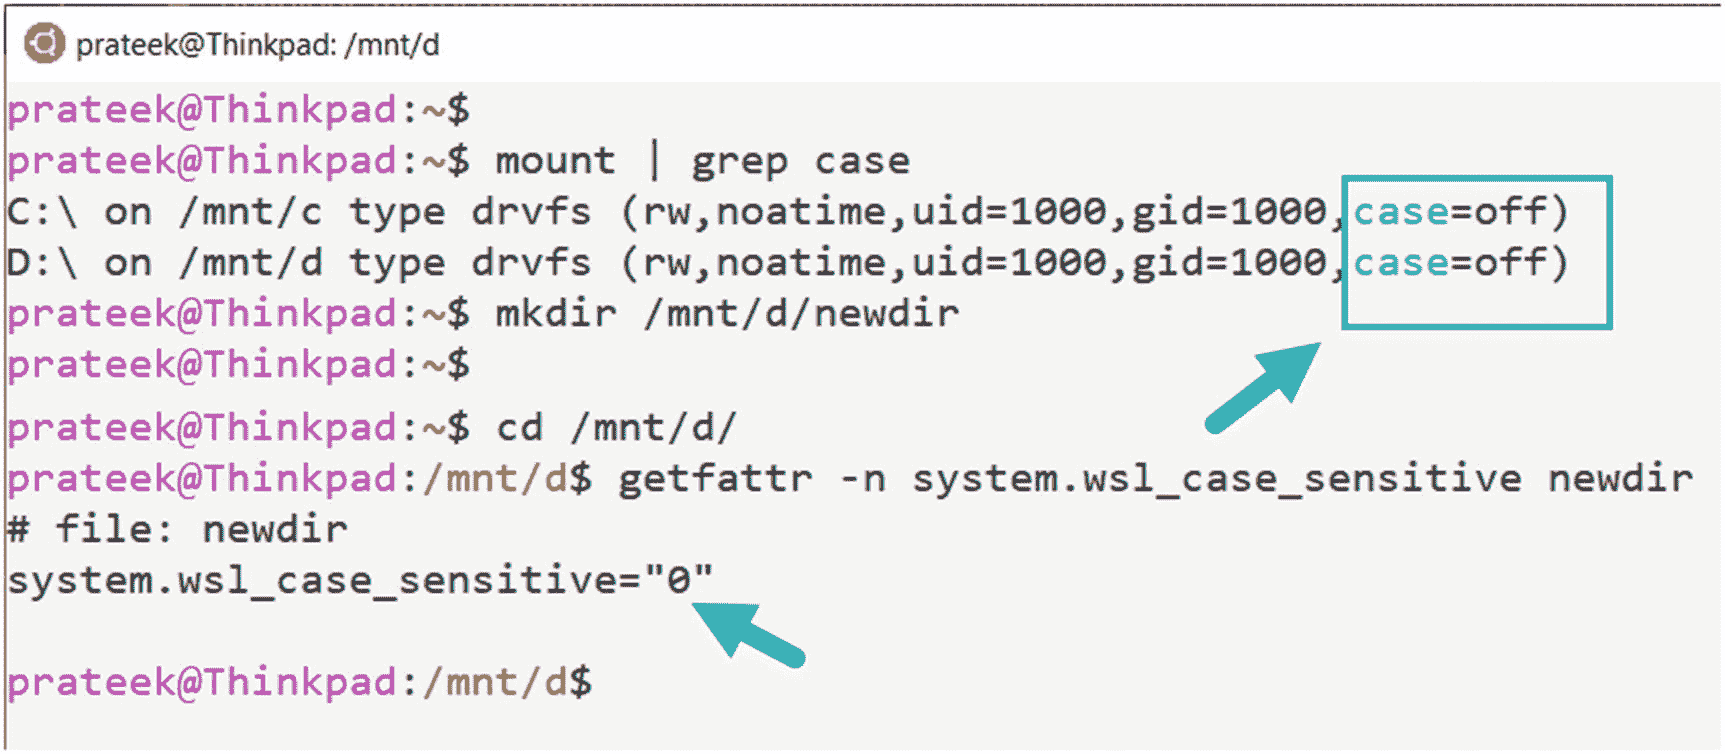 prateek@Thinkpad: /mnt/d
prateek@Thinkpad:~$
prateek@Thinkpad:~$ mount | grep case
C:\ on /mnt/c type drvfs (rw,noatime,uid=1000,gid=1000,case=off)
D:\ on /mnt/d type drvfs (rw,noatime,uid=1000,gid=1000,case=off)
prateek@Thinkpad:~$ mkdir /mnt/d/newdir
prateek@Thinkpad:~$
prateek@Thinkpad:~$ cd /mnt/d/
prateek@Thinkpad:/mnt/d$ getfattr -n system.wsl_case_sensitive newdir
# file: newdir
system.wsl_case_sensitive="0"
prateek@Thinkpad:/mnt/d$